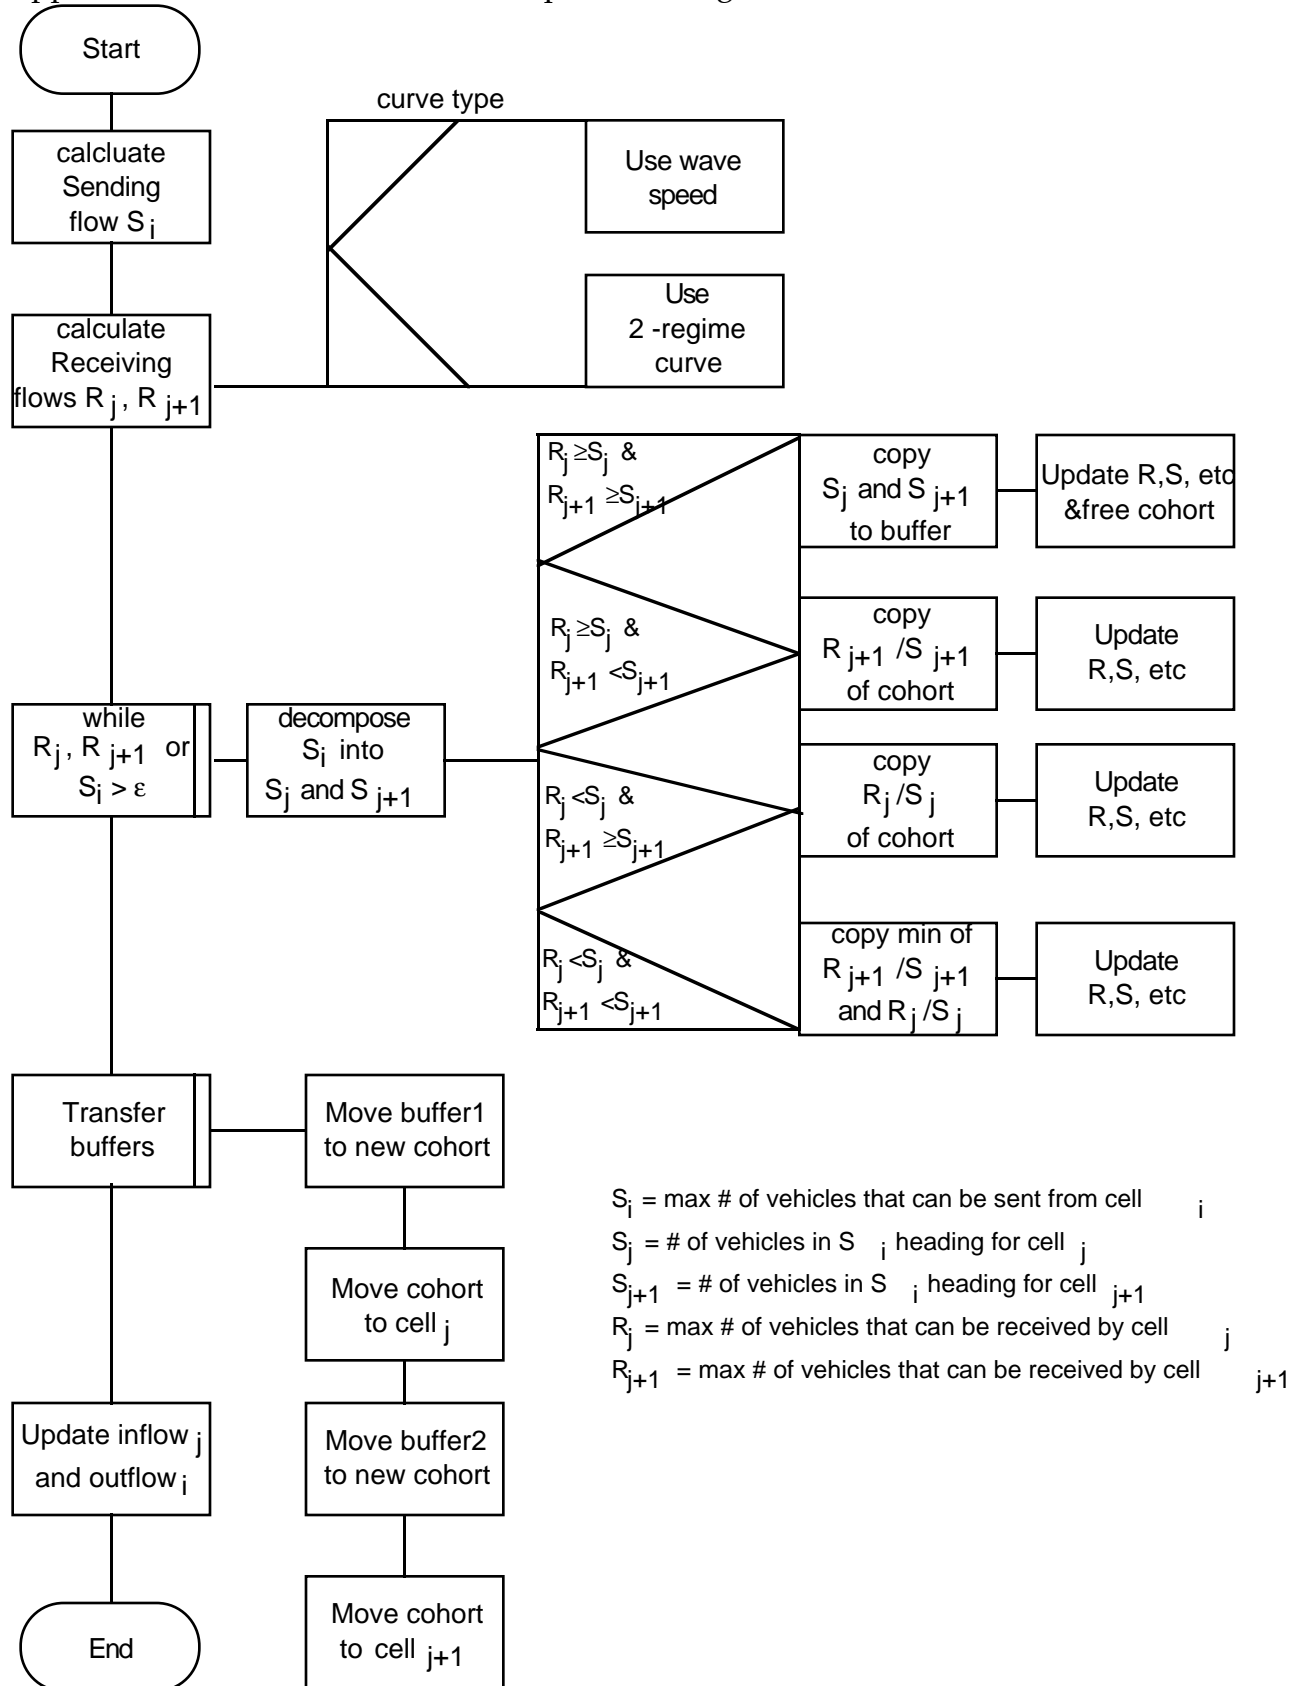 Start
curve type
calcluate
Sending
flow S i
Use wave
speed
Use
2 -regime
curve
calculate
Receiving
flows R j , R j+1
R j ≥S j &
R j+1 ≥S j+1
copy
S j and S j+1
to buffer
Update R,S, etc
&free cohort
R j ≥S j &
R j+1 <S j+1
copy
R j+1 /S j+1
of cohort
Update
R,S, etc
while
R j , R j+1 or
S i > ε
decompose
S i into
S j and S j+1
R j <S j &
R j+1 ≥S j+1
copy
R j /S j
of cohort
Update
R,S, etc
R j <S j &
R j+1 <S j+1
copy min of
R j+1 /S j+1
and R j /S j
Update
R,S, etc
Transfer
buffers
Move buffer1
to new cohort
Move cohort
to cell j
Move buffer2
to new cohort
Move cohort
to cell j+1
S i = max # of vehicles that can be sent from cell i
S j = # of vehicles in S i heading for cell j
S j+1 = # of vehicles in S i heading for cell j+1
R j = max # of vehicles that can be received by cell j
R j+1 = max # of vehicles that can be received by cell j+1
Update inflow j
and outflow i
End